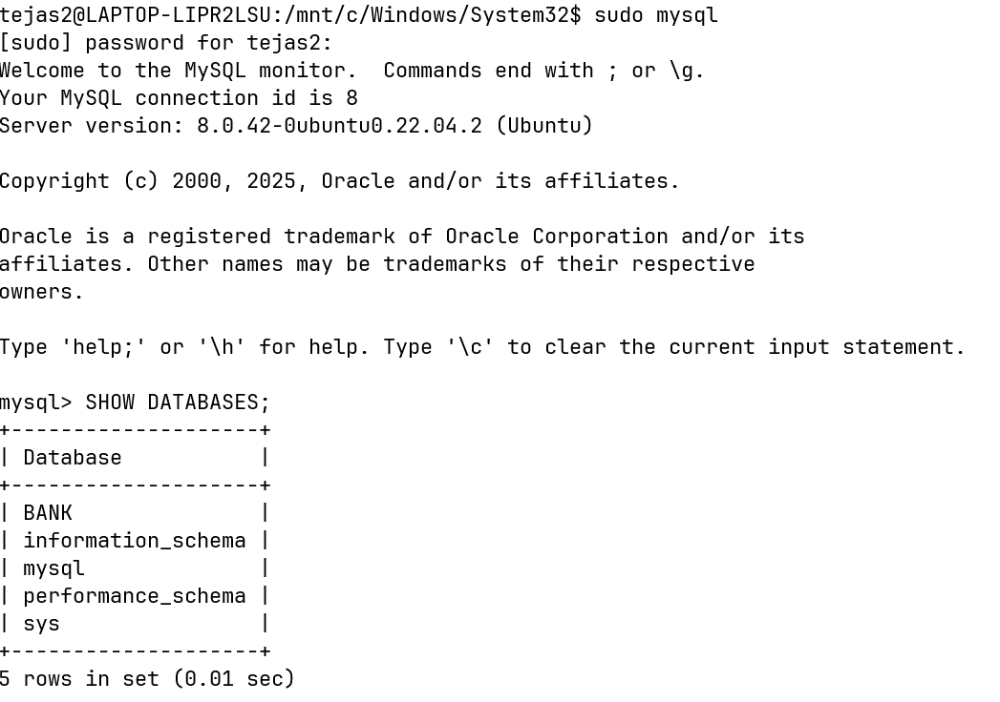 tejas2@LAPTOP-LIPR2LSU:/mnt/c/Windows/System32$ sudo mysql
[sudo] password for tejas2:
Welcome to the MySQL monitor.  Commands end with ; or \g.
Your MySQL connection id is 8
Server version: 8.0.42-0ubuntu0.22.04.2 (Ubuntu)

Copyright (c) 2000, 2025, Oracle and/or its affiliates.

Oracle is a registered trademark of Oracle Corporation and/or its
affiliates. Other names may be trademarks of their respective
owners.

Type 'help;' or '\h' for help. Type '\c' to clear the current input statement.

mysql> SHOW DATABASES;
+--------------------+
| Database           |
+--------------------+
| BANK               |
| information_schema |
| mysql              |
| performance_schema |
| sys                |
+--------------------+
5 rows in set (0.01 sec)